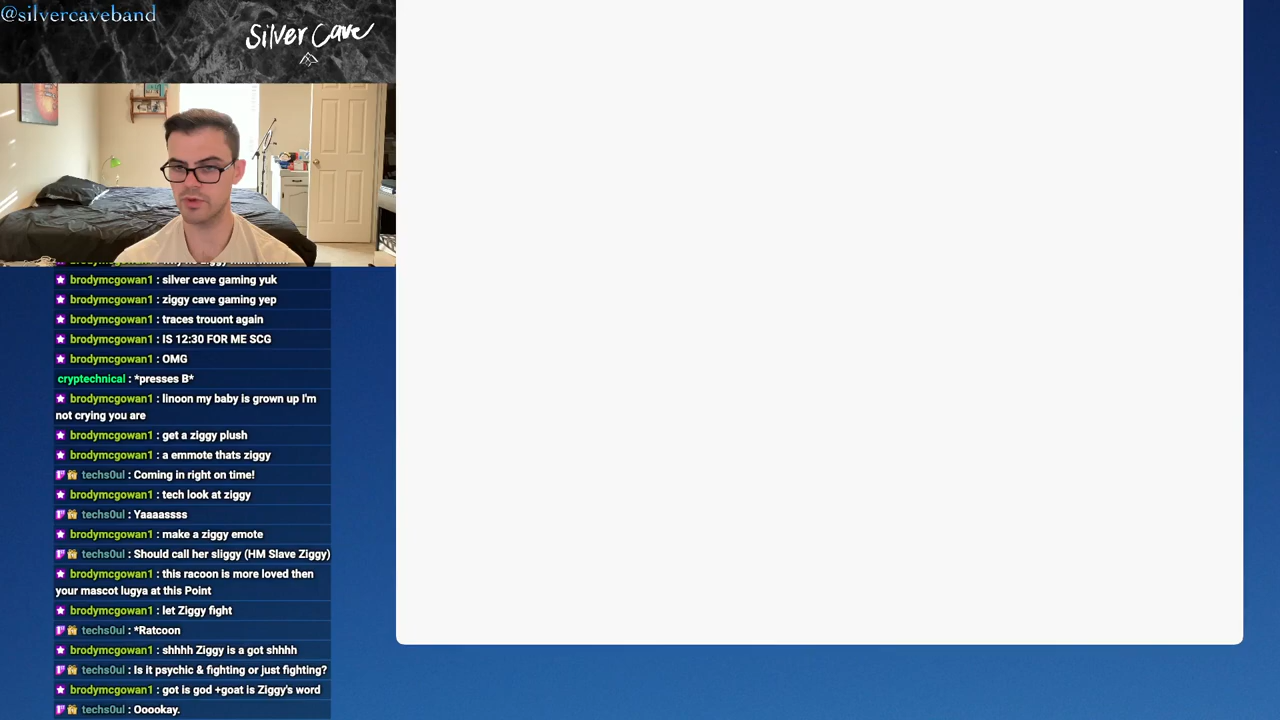 @silvercaveband
Silver Cave
brodymcgowan1 : silver cave gaming yuk
brodymcgowan1 : ziggy cave gaming yep
brodymcgowan1 : traces trouont again
brodymcgowan1 : IS 12:30 FOR ME SCG
brodymcgowan1 : OMG
cryptechnical : *presses B*
brodymcgowan1 : linoon my baby is grown up I'm
not crying you are
brodymcgowan1 : get a ziggy plush
brodymcgowan1 : a emmote thats ziggy
techs0ul : Coming in right on time!
brodymcgowan1 : tech look at ziggy
techs0ul : Yaaaassss
brodymcgowan1 : make a ziggy emote
techs0ul : Should call her sliggy (HM Slave Ziggy)
brodymcgowan1 : this racoon is more loved then
your mascot lugya at this Point
brodymcgowan1 : let Ziggy fight
techs0ul : *Ratcoon
brodymcgowan1 : shhhh Ziggy is a got shhhh
techs0ul : Is it psychic & fighting or just fighting?
brodymcgowan1 : got is god +goat is Ziggy's word
techs0ul : Ooookay.